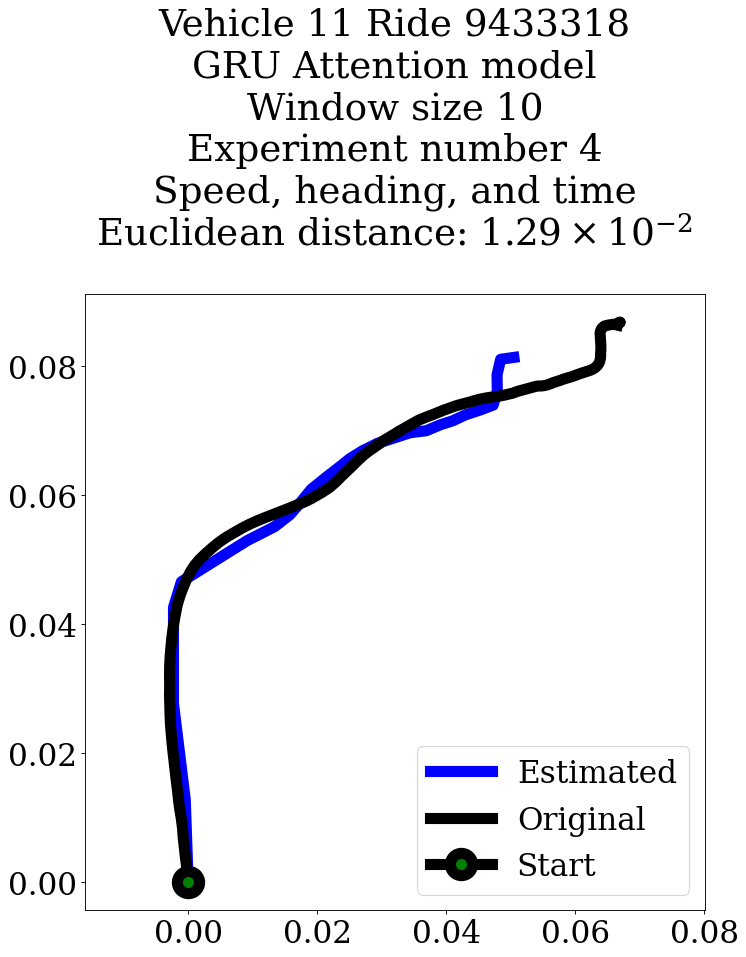 Vehicle 11 Ride 9433318
GRU Attention model
Window size 10
Experiment number 4
Speed, heading, and time
Euclidean distance: 1.29 × 10⁻²
0.08
0.06
0.04
0.02
0.00
Estimated
Original
Start
0.00 0.02 0.04 0.06 0.08